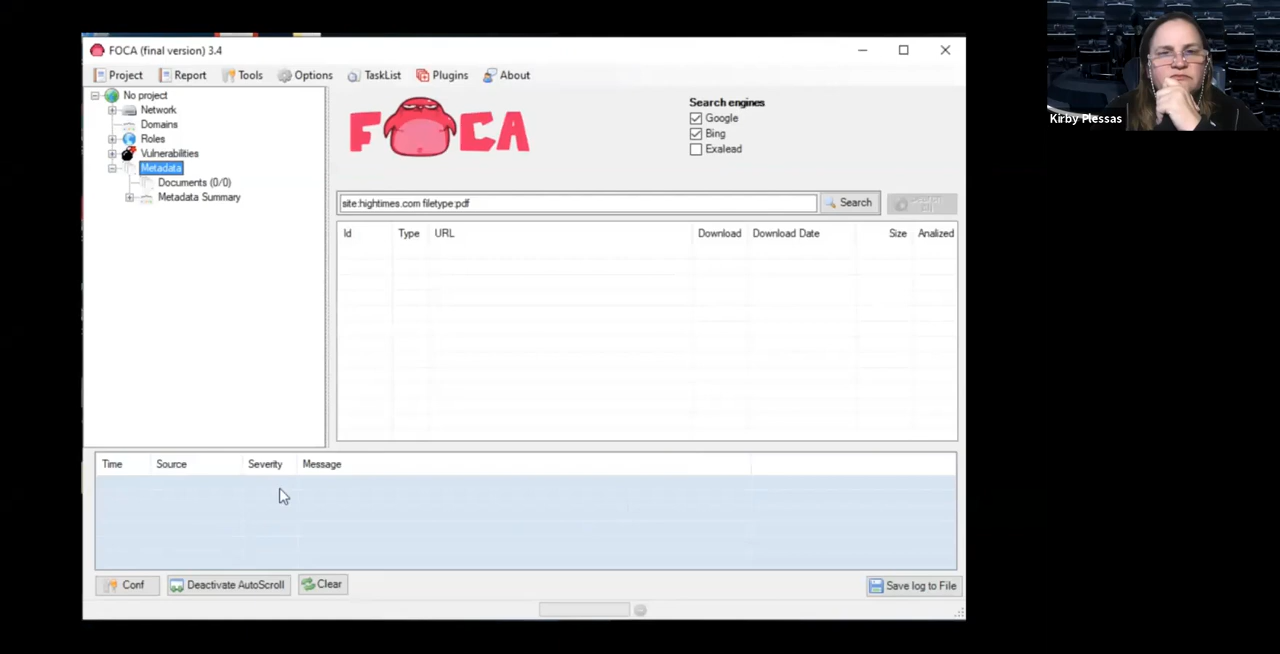 FOCA (final version) 3.4
Project Report Tools Options TaskList Plugins About
No project
Network
Domains
Roles
Vulnerabilities
Metadata
Documents (0/0)
Metadata Summary
FOCA
Search engines
Google
Bing
Exalead
site:hightimes.com filetype:pdf
Search
Id Type URL Download Download Date Size Analized
Time Source Severity Message
Conf Deactivate AutoScroll Clear Save log to File
Kirby Plessas